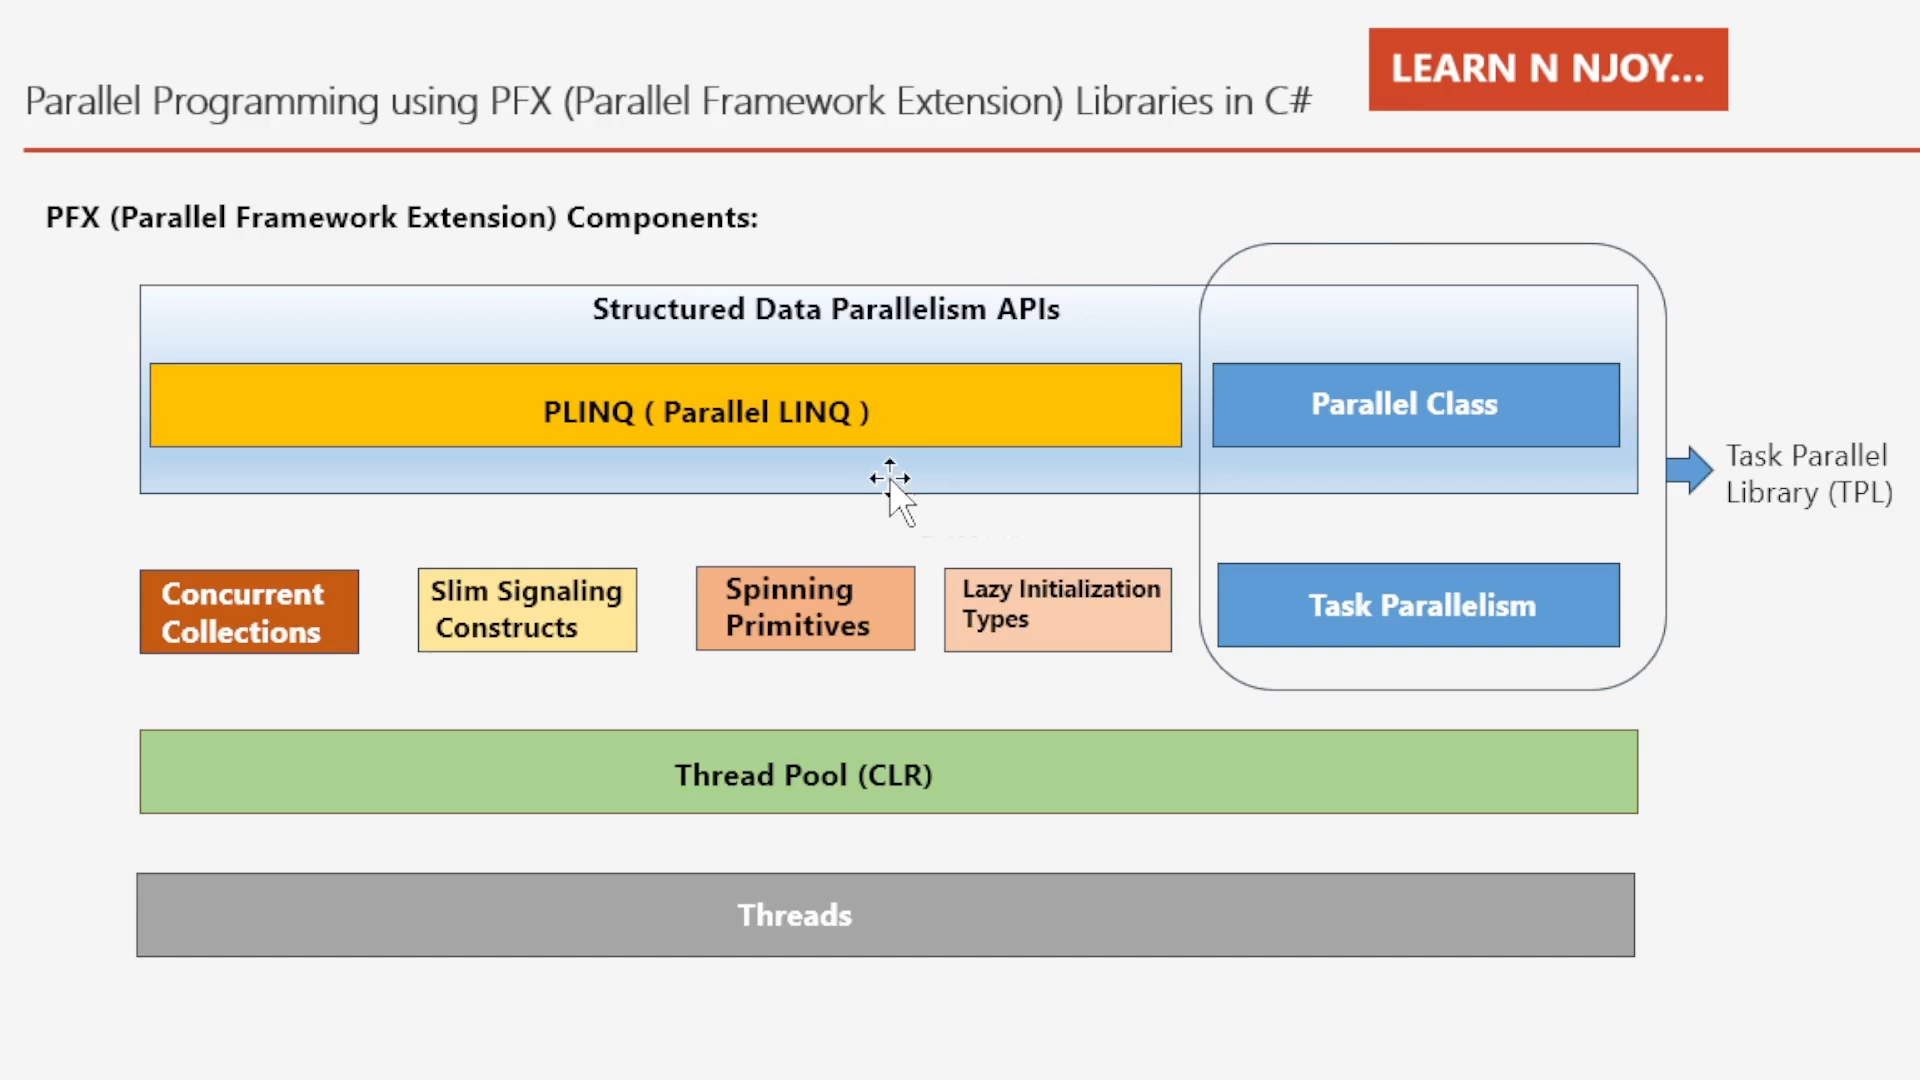 LEARN N NJOY...
Parallel Programming using PFX (Parallel Framework Extension) Libraries in C#
PFX (Parallel Framework Extension) Components:
Structured Data Parallelism APIs
PLINQ ( Parallel LINQ )
Parallel Class
Task Parallel
Library (TPL)
Concurrent
Collections
Slim Signaling
Constructs
Spinning
Primitives
Lazy Initialization
Types
Task Parallelism
Thread Pool (CLR)
Threads